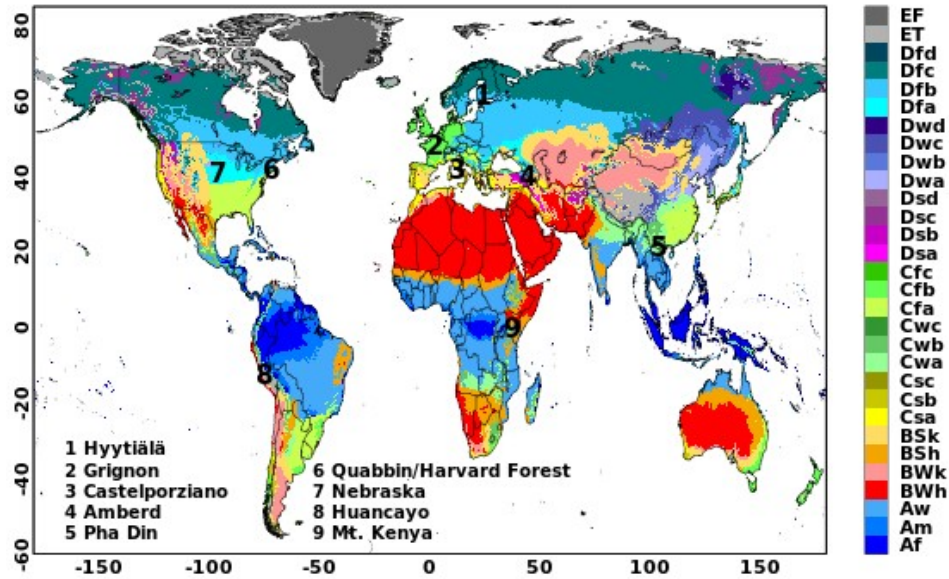 80
60
40
20
0
-20
-40
-60
-150
-100
-50
0
50
100
150
1
2
3
4
5
6
7
8
9
1 Hyytiälä
2 Grignon
3 Castelporziano
4 Amberd
5 Pha Din
6 Quabbin/Harvard Forest
7 Nebraska
8 Huancayo
9 Mt. Kenya
EF
ET
Dfd
Dfc
Dfb
Dfa
Dwd
Dwc
Dwb
Dwa
Dsd
Dsc
Dsb
Dsa
Cfc
Cfb
Cfa
Cwc
Cwb
Cwa
Csc
Csb
Csa
BSk
BSh
BWk
BWh
Aw
Am
Af